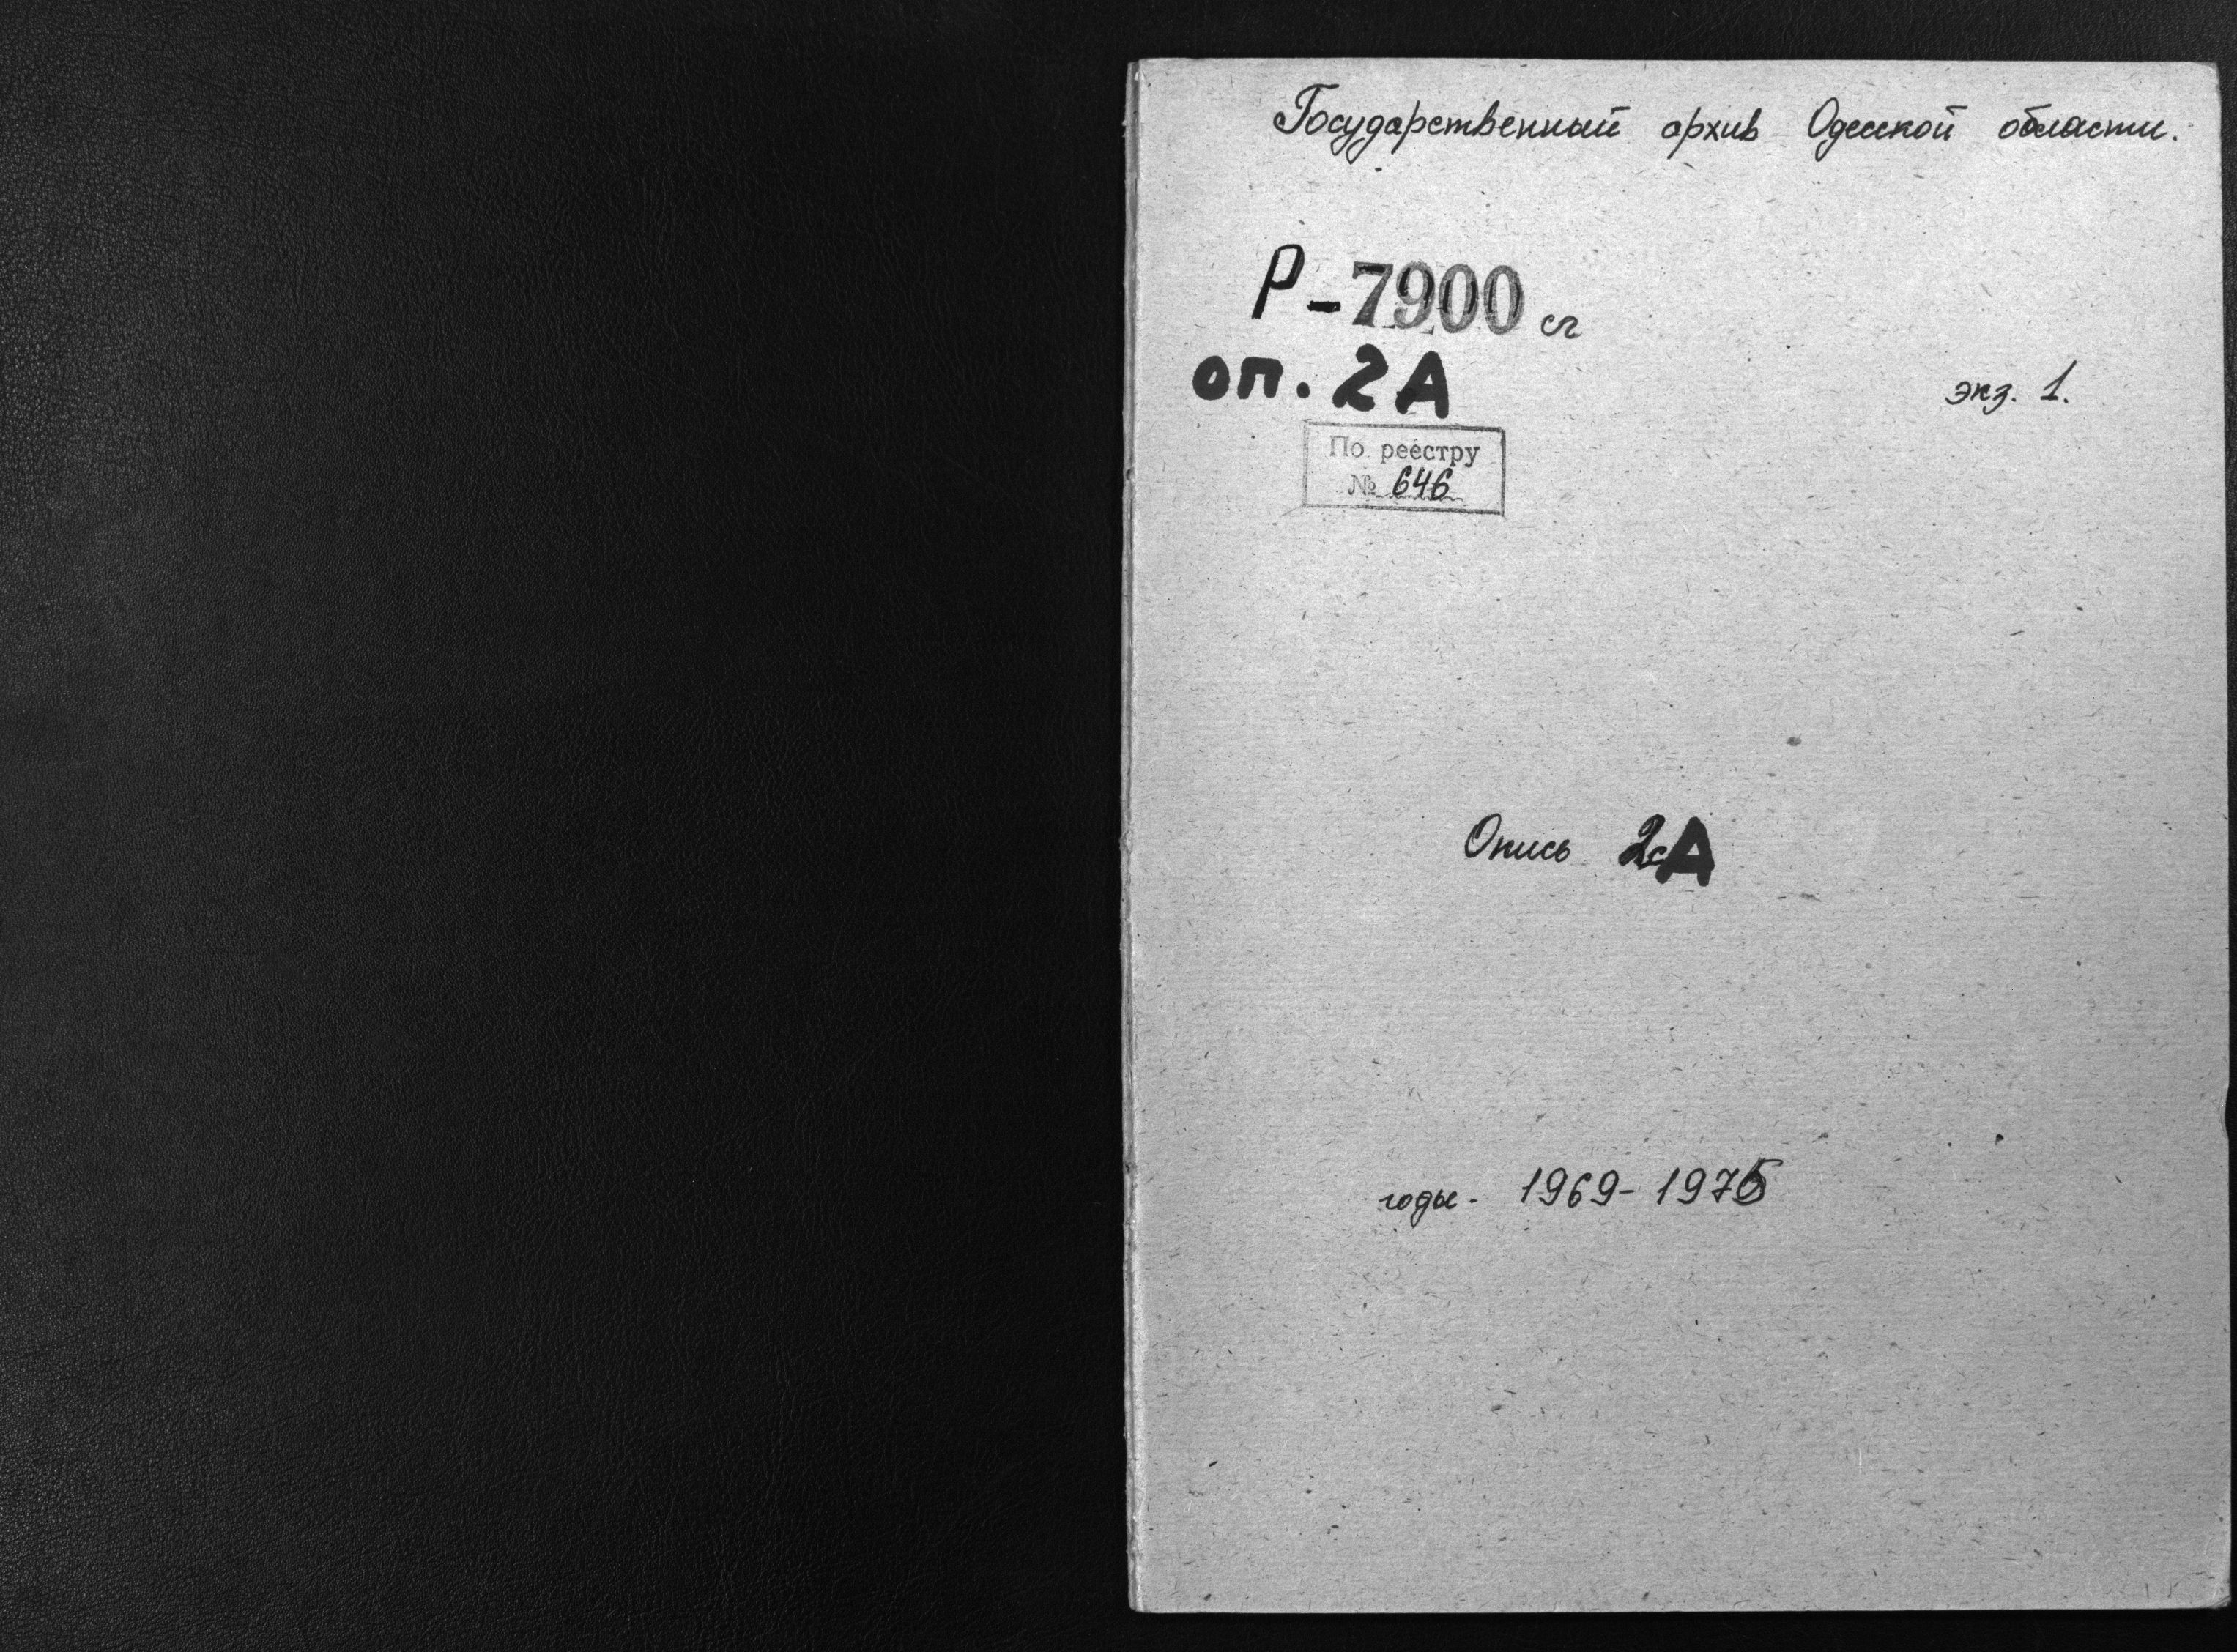 Государственный архив Одесской области.
Р-7900 сг
оп. 2А
экз. 1.
По реестру
№ 646
Опись 2сА
годы - 1969-1975